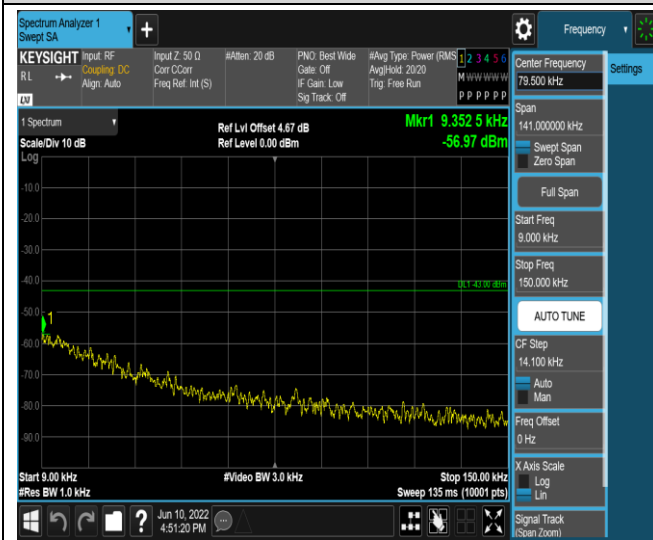 Spectrum Analyzer 1
Swept SA
Frequency
KEYSIGHT
R L
LXI
Input: RF
Coupling: DC
Align: Auto
Input Z: 50 Ω
Corr CCorr
Freq Ref: Int (S)
#Atten: 20 dB
PNO: Best Wide
Gate: Off
IF Gain: Low
Sig Track: Off
#Avg Type: Power (RMS
Avg|Hold: 20/20
Trig: Free Run
1 2 3 4 5 6
M W W W W W
P P P P P P
Center Frequency
79.500 kHz
Settings
Span
141.000000 kHz
Swept Span
Zero Span
Full Span
Start Freq
9.000 kHz
Stop Freq
150.000 kHz
AUTO TUNE
CF Step
14.100 kHz
Auto
Man
Freq Offset
0 Hz
X Axis Scale
Log
Lin
Signal Track
(Span Zoom)
1 Spectrum
Scale/Div 10 dB
Log
Ref Lvl Offset 4.67 dB
Ref Level 0.00 dBm
Mkr1 9.352 5 kHz
-56.97 dBm
-10.0
-20.0
-30.0
-40.0
DL1 -43.00 dBm
-50.0
1
-60.0
-70.0
-80.0
-90.0
Start 9.00 kHz
#Video BW 3.0 kHz
Stop 150.00 kHz
#Res BW 1.0 kHz
Sweep 135 ms (10001 pts)
?
Jun 10, 2022
4:51:20 PM